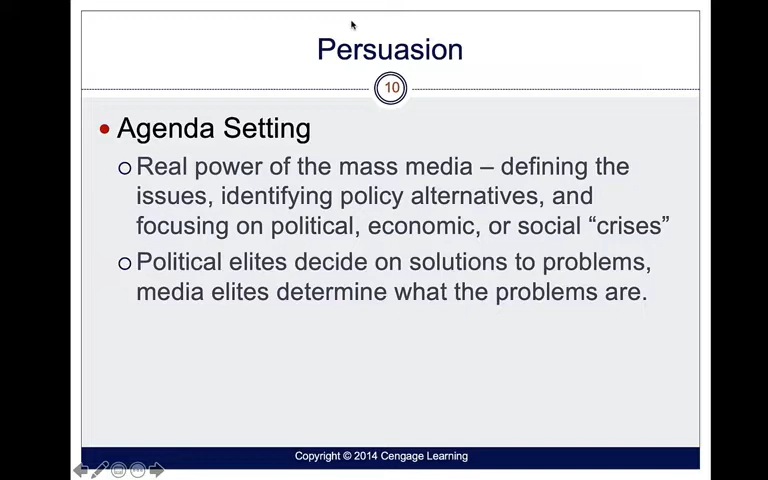 Persuasion
10
Agenda Setting
Real power of the mass media – defining the
issues, identifying policy alternatives, and
focusing on political, economic, or social “crises”
Political elites decide on solutions to problems,
media elites determine what the problems are.
Copyright © 2014 Cengage Learning